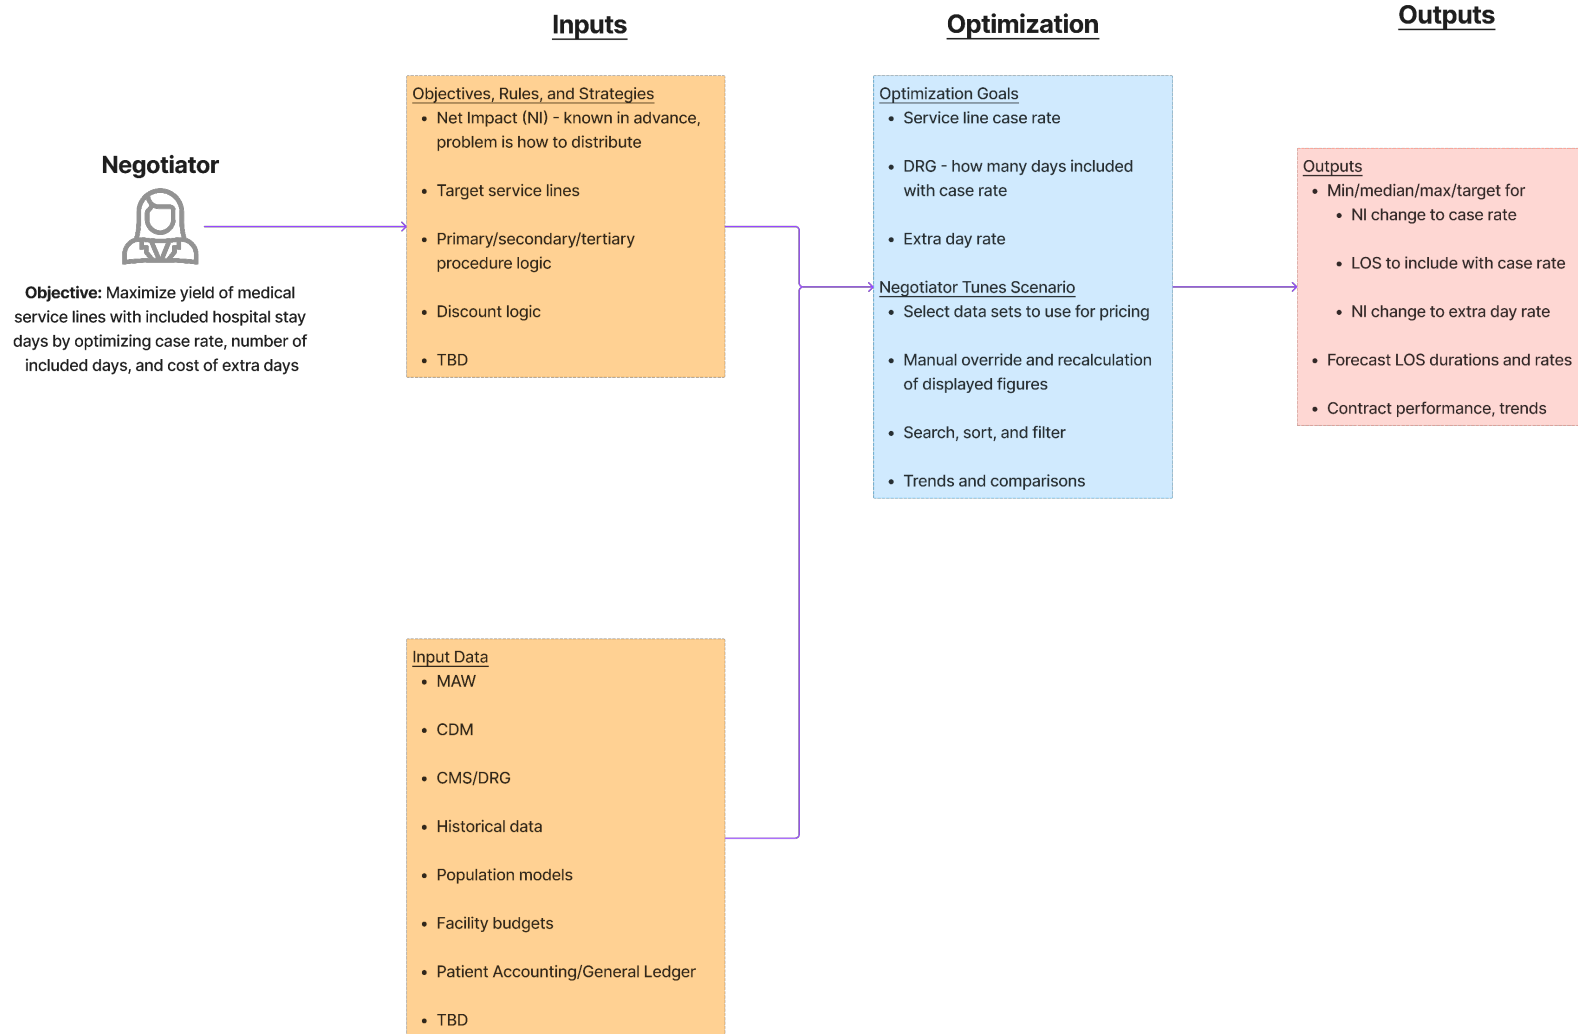 Inputs
Optimization
Outputs
Negotiator
Objective: Maximize yield of medical
service lines with included hospital stay
days by optimizing case rate, number of
included days, and cost of extra days
Objectives, Rules, and Strategies
• Net Impact (NI) - known in advance,
problem is how to distribute
• Target service lines
• Primary/secondary/tertiary
procedure logic
• Discount logic
• TBD
Input Data
• MAW
• CDM
• CMS/DRG
• Historical data
• Population models
• Facility budgets
• Patient Accounting/General Ledger
• TBD
Optimization Goals
• Service line case rate
• DRG - how many days included
with case rate
• Extra day rate
Negotiator Tunes Scenario
• Select data sets to use for pricing
• Manual override and recalculation
of displayed figures
• Search, sort, and filter
• Trends and comparisons
Outputs
• Min/median/max/target for
• NI change to case rate
• LOS to include with case rate
• NI change to extra day rate
• Forecast LOS durations and rates
• Contract performance, trends